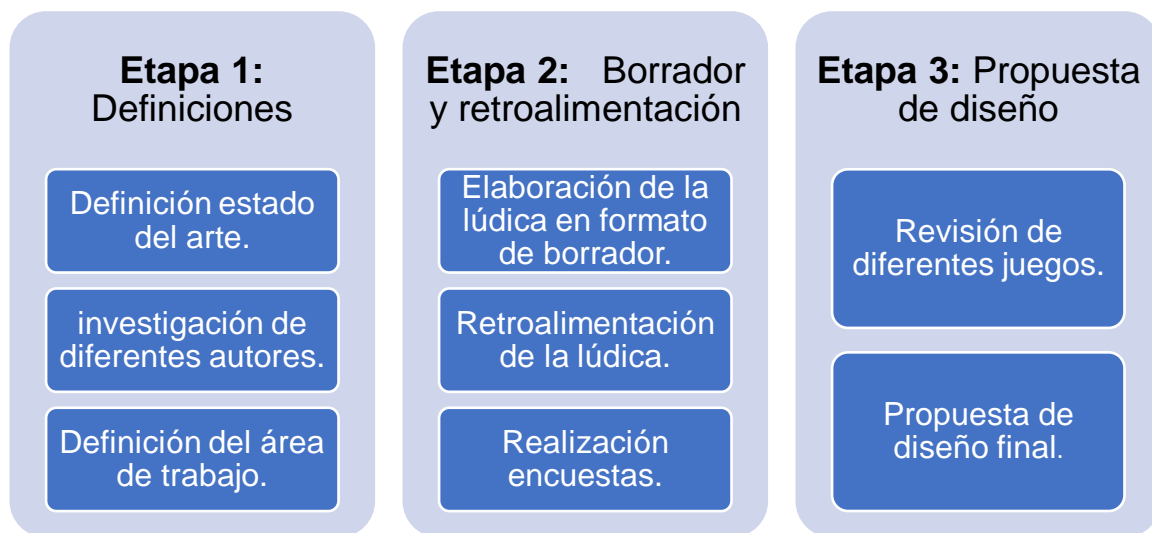 Etapa 1:
Definiciones
Definición estado
del arte.
investigación de
diferentes autores.
Definición del área
de trabajo.
Etapa 2: Borrador
y retroalimentación
Elaboración de la
lúdica en formato
de borrador.
Retroalimentación
de la lúdica.
Realización
encuestas.
Etapa 3: Propuesta
de diseño
Revisión de
diferentes juegos.
Propuesta de
diseño final.